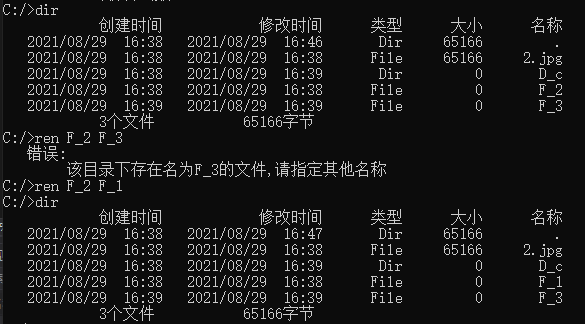 C:/>dir
创建时间 修改时间 类型 大小 名称
2021/08/29 16:38 2021/08/29 16:46 Dir 65166 .
2021/08/29 16:38 2021/08/29 16:38 File 65166 2.jpg
2021/08/29 16:38 2021/08/29 16:39 Dir 0 D_c
2021/08/29 16:38 2021/08/29 16:38 File 0 F_2
2021/08/29 16:39 2021/08/29 16:39 File 0 F_3
3个文件 65166字节
C:/>ren F_2 F_3
错误:
该目录下存在名为F_3的文件,请指定其他名称
C:/>ren F_2 F_1
C:/>dir
创建时间 修改时间 类型 大小 名称
2021/08/29 16:38 2021/08/29 16:47 Dir 65166 .
2021/08/29 16:38 2021/08/29 16:38 File 65166 2.jpg
2021/08/29 16:38 2021/08/29 16:39 Dir 0 D_c
2021/08/29 16:38 2021/08/29 16:38 File 0 F_1
2021/08/29 16:39 2021/08/29 16:39 File 0 F_3
3个文件 65166字节